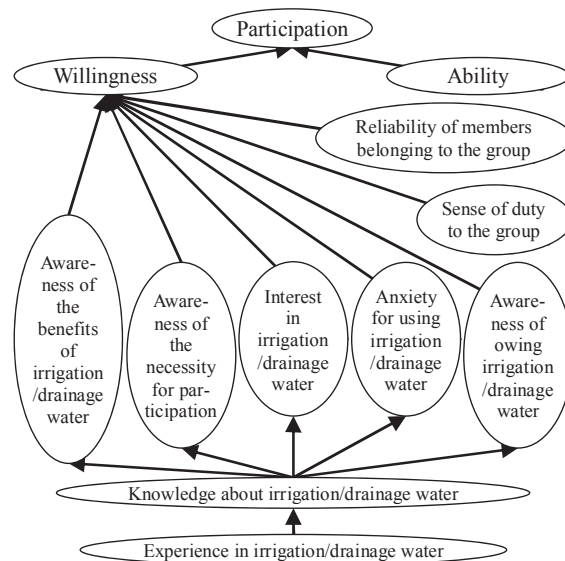 Participation
Willingness
Ability
Reliability of members
belonging to the group
Sense of duty
to the group
Aware-
ness of
the
benefits
of
irrigation
/drainage
water
Aware-
ness of
the
necessity
for par-
ticipation
Interest
in
irrigation
/drainage
water
Anxiety
for using
irrigation
/drainage
water
Aware-
ness of
owing
irrigation
/drainage
water
Knowledge about irrigation/drainage water
Experience in irrigation/drainage water